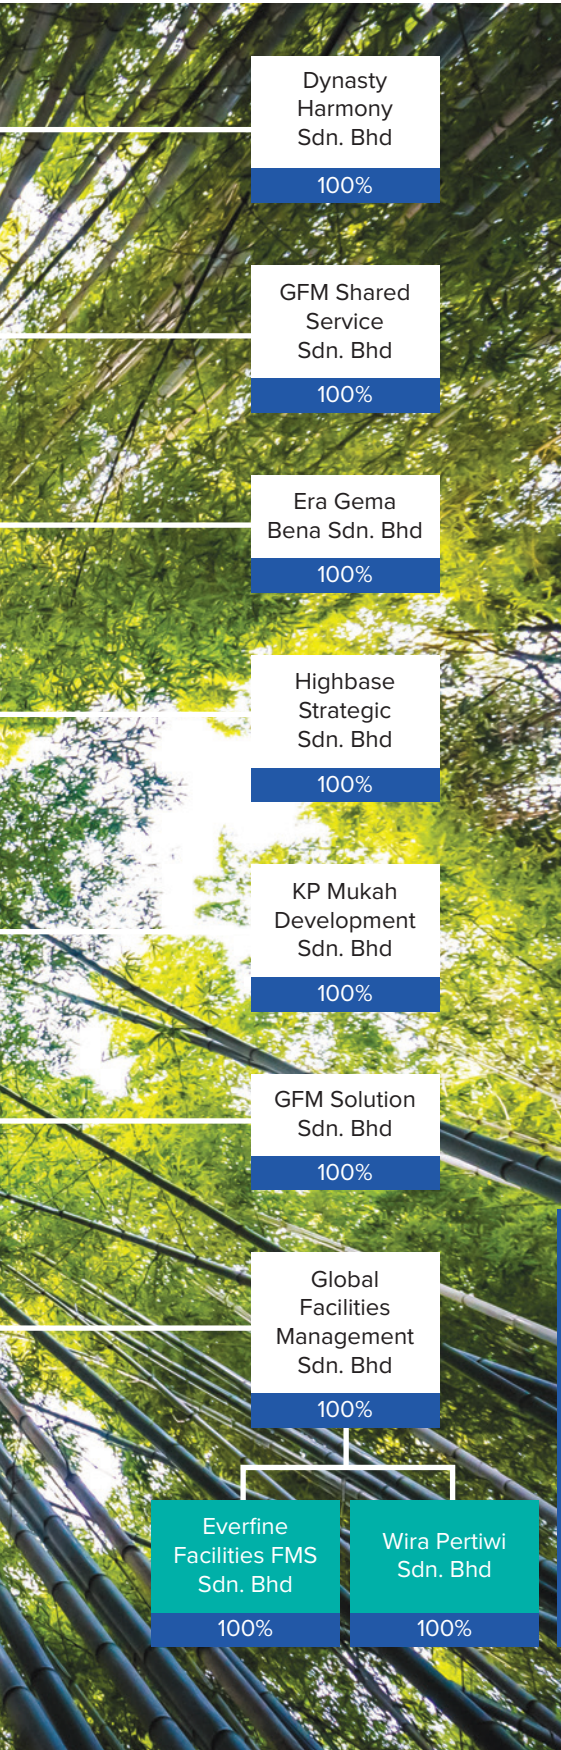 Dynasty
Harmony
Sdn. Bhd
100%
GFM Shared
Service
Sdn. Bhd
100%
Era Gema
Bena Sdn. Bhd
100%
Highbase
Strategic
Sdn. Bhd
100%
KP Mukah
Development
Sdn. Bhd
100%
GFM Solution
Sdn. Bhd
100%
Global
Facilities
Management
Sdn. Bhd
100%
Everfine
Facilities FMS
Sdn. Bhd
100%
Wira Pertiwi
Sdn. Bhd
100%